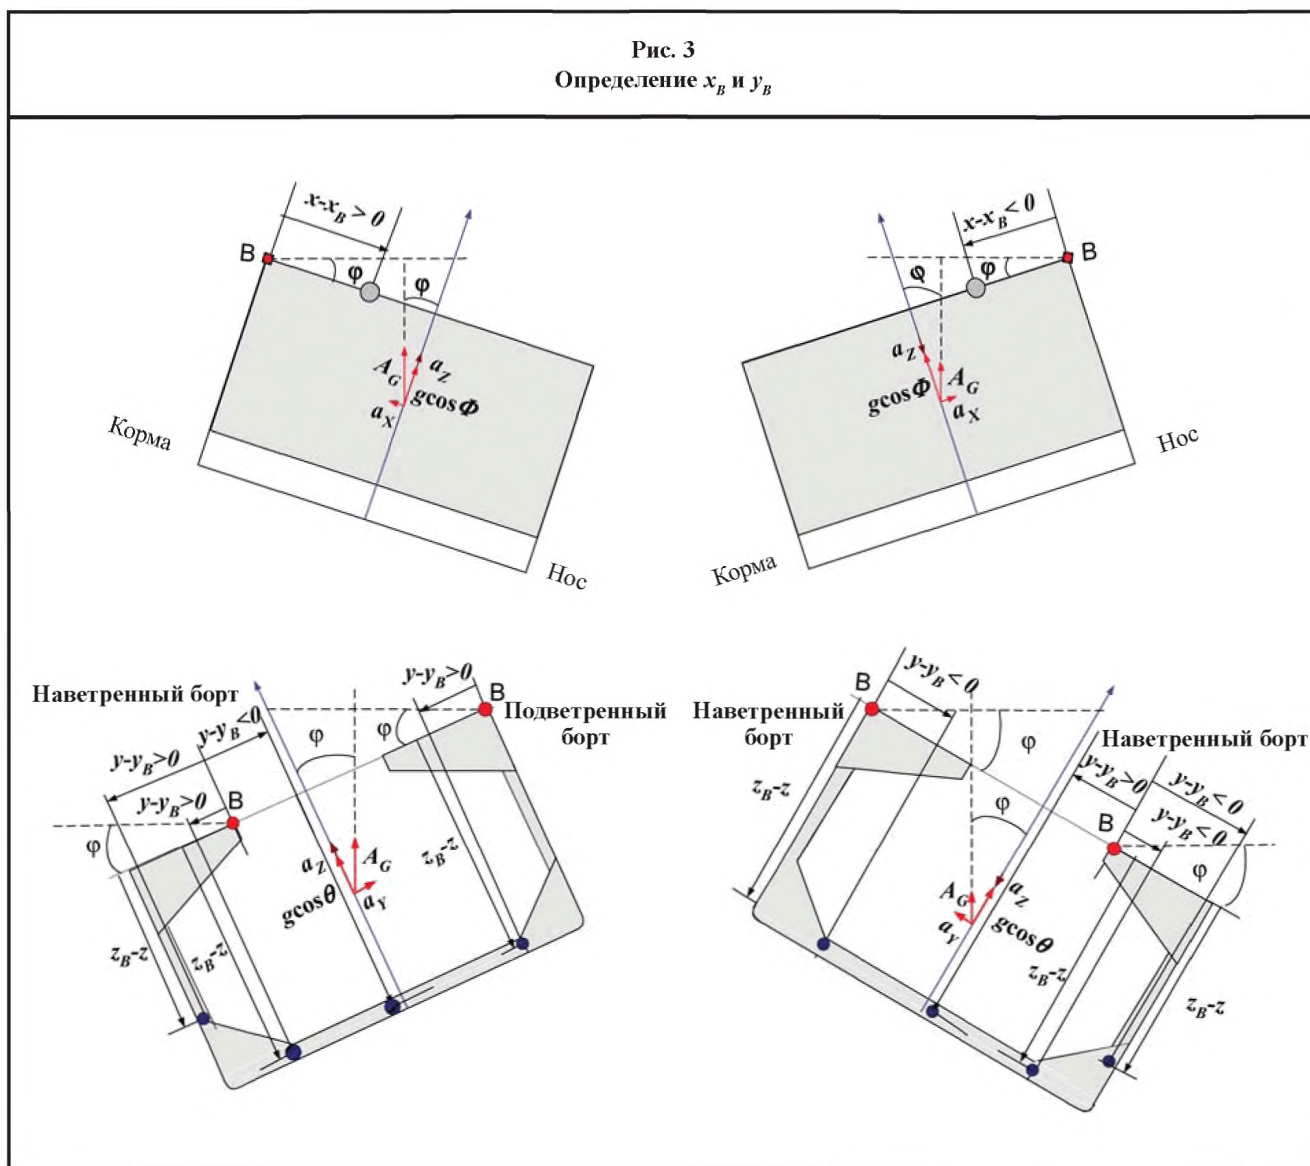 Рис. 3
Определение x_B и y_B
x-x_B > 0
B
φ
φ
A_G
a_Z
gcosΦ
a_X
Корма
Нос
x-x_B < 0
B
φ
φ
a_Z
A_G
gcosΦ
a_X
Нос
Корма
Наветренный борт
y-y_B>0
B
Подветренный
борт
y-y_B<0
φ
φ
y-y_B>0
y-y_B>0
B
φ
a_Z
A_G
a_Y
gcosθ
z_B-z
z_B-z
z_B-z
y-y_B< 0
B
Наветренный
борт
φ
Наветренный борт
y-y_B>0
y-y_B< 0
y-y_B< 0
B
z_B-z
φ
φ
A_G
a_Z
a_Y
gcosθ
z_B-z
z_B-z